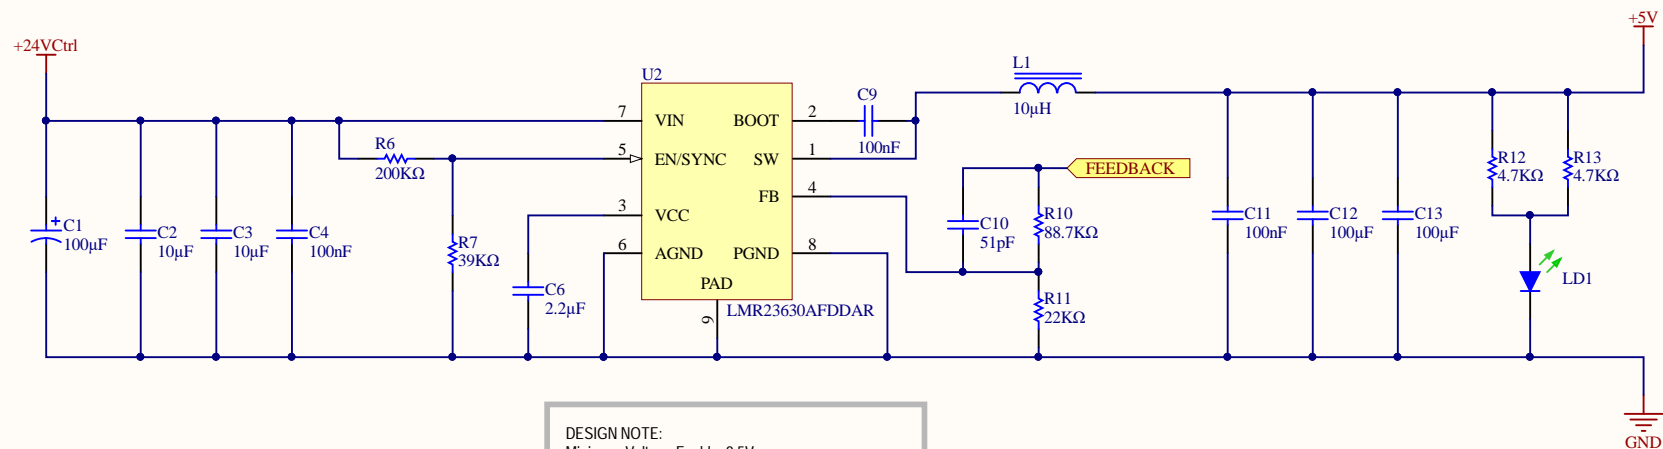 +24VCtrl
+5V
U2
L1
10µH
C9
100nF
7
VIN
BOOT
2
5
EN/SYNC
SW
1
FB
4
3
VCC
6
AGND
PGND
8
PAD
9
LMR23630AFDDAR
R6
200KΩ
R7
39KΩ
C1
100µF
C2
10µF
C3
10µF
C4
100nF
C6
2.2µF
FEEDBACK
C10
51pF
R10
88.7KΩ
R11
22KΩ
C11
100nF
C12
100µF
C13
100µF
R12
4.7KΩ
R13
4.7KΩ
LD1
GND
DESIGN NOTE: